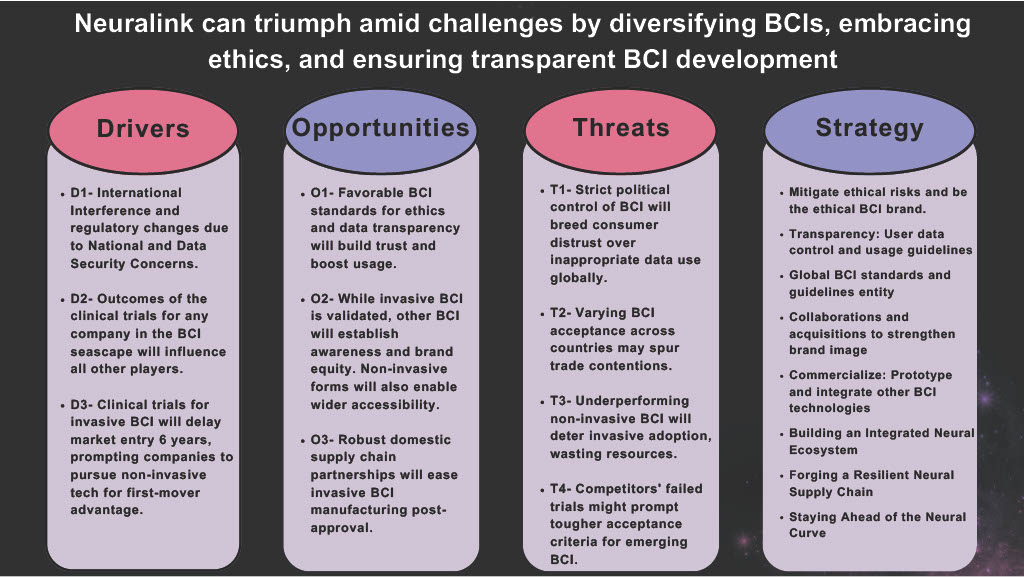 Neuralink can triumph amid challenges by diversifying BCIs, embracing
ethics, and ensuring transparent BCI development
Drivers
D1- International
Interference and
regulatory changes due
to National and Data
Security Concerns.
D2- Outcomes of the
clinical trials for any
company in the BCI
seascape will influence
all other players.
D3- Clinical trials for
invasive BCI will delay
market entry 6 years,
prompting companies to
pursue non-invasive
tech for first-mover
advantage.
Opportunities
O1- Favorable BCI
standards for ethics
and data transparency
will build trust and
boost usage.
O2- While invasive BCI
is validated, other BCI
will establish
awareness and brand
equity. Non-invasive
forms will also enable
wider accessibility.
O3- Robust domestic
supply chain
partnerships will ease
invasive BCI
manufacturing post-
approval.
Threats
T1- Strict political
control of BCI will
breed consumer
distrust over
inappropriate data use
globally.
T2- Varying BCI
acceptance across
countries may spur
trade contentions.
T3- Underperforming
non-invasive BCI will
deter invasive adoption,
wasting resources.
T4- Competitors' failed
trials might prompt
tougher acceptance
criteria for emerging
BCI.
Strategy
Mitigate ethical risks and be
the ethical BCI brand.
Transparency: User data
control and usage guidelines
Global BCI standards and
guidelines entity
Collaborations and
acquisitions to strengthen
brand image
Commercialize: Prototype
and integrate other BCI
technologies
Building an Integrated Neural
Ecosystem
Forging a Resilient Neural
Supply Chain
Staying Ahead of the Neural
Curve